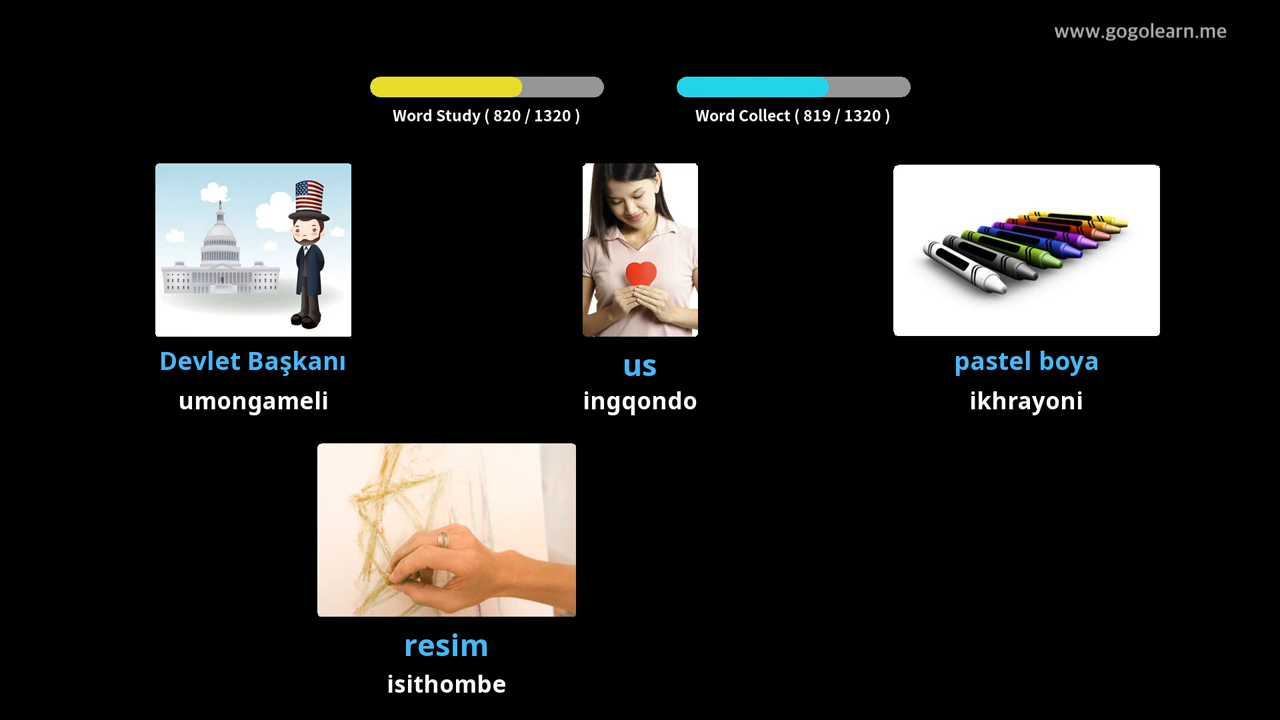 www.gogolearn.me
Word Study ( 820 / 1320 )
Word Collect ( 819 / 1320 )
Devlet Başkanı
umongameli
us
ingqondo
pastel boya
ikhrayoni
resim
isithombe